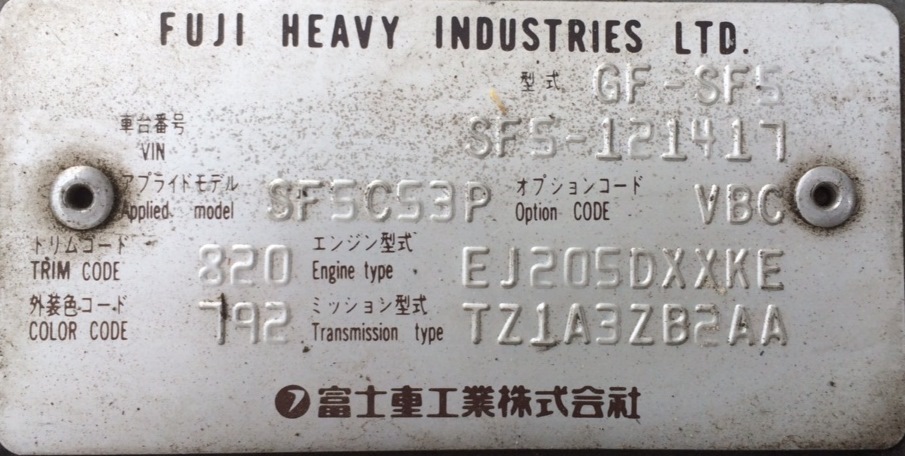 FUJI HEAVY INDUSTRIES LTD.
型式 GF-SF5
車台番号 VIN SF5-121417
アプライドモデル オプションコード
Applied model SF5C53P Option CODE VBC
トリムコード エンジン型式
TRIM CODE 820 Engine type EJ205DXXKE
外装色コード ミッション型式
COLOR CODE 792 Transmission type TZ1A3ZB2AA
富士重工業株式会社